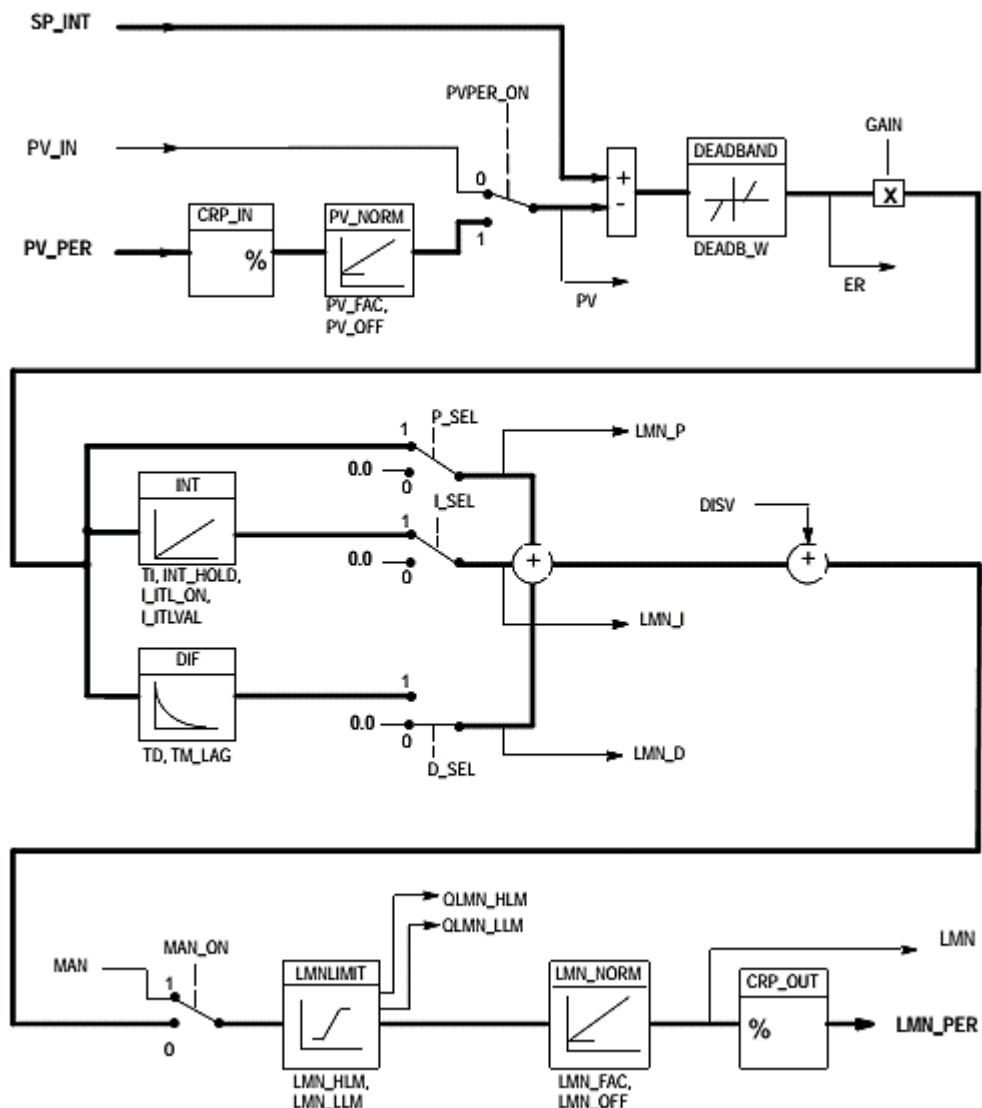 SP_INT
PVPER_ON
GAIN
PV_IN
0
DEADBAND
+
-
X
CRP_IN
PV_NORM
1
PV_PER
%
DEADB_W
PV
ER
PV_FAC,
PV_OFF
P_SEL
1
LMN_P
0.0
0
INT
I_SEL
DISV
1
0.0
+
+
0
TI, INT_HOLD,
I_ITL_ON,
I_ITLVAL
LMN_I
DIF
1
0.0
0
TD, TM_LAG
D_SEL
LMN_D
QLMN_HLM
QLMN_LLM
MAN_ON
LMN
MAN
LMNLIMIT
LMN_NORM
CRP_OUT
1
%
LMN_PER
0
LMN_HLM,
LMN_LLM
LMN_FAC,
LMN_OFF